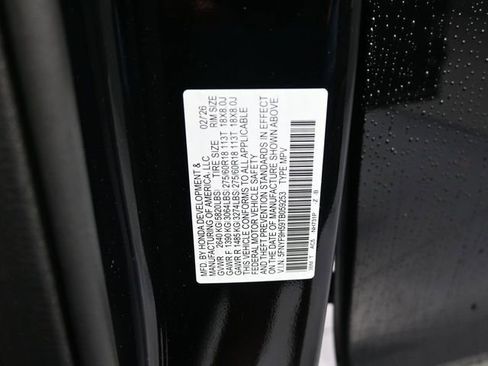 MFD. BY HONDA DEVELOPMENT &
MANUFACTURING OF AMERICA, LLC 02/26
TIRE SIZE RIM SIZE
GVWR 2640KG 5820LBS
GAWR F 1390KG 3064LBS: 275/60R18 113T 18X8.0J
GAWR R 1485KG 3274LBS: 275/60R18 113T 18X8.0J
THIS VEHICLE CONFORMS TO ALL APPLICABLE
FEDERAL MOTOR VEHICLE SAFETY
AND THEFT PREVENTION STANDARDS IN EFFECT
ON THE DATE OF MANUFACTURE SHOWN ABOVE
V.I.N. 5FNYF9H59TB059253 TYPE: MPV
NH731P Z -B